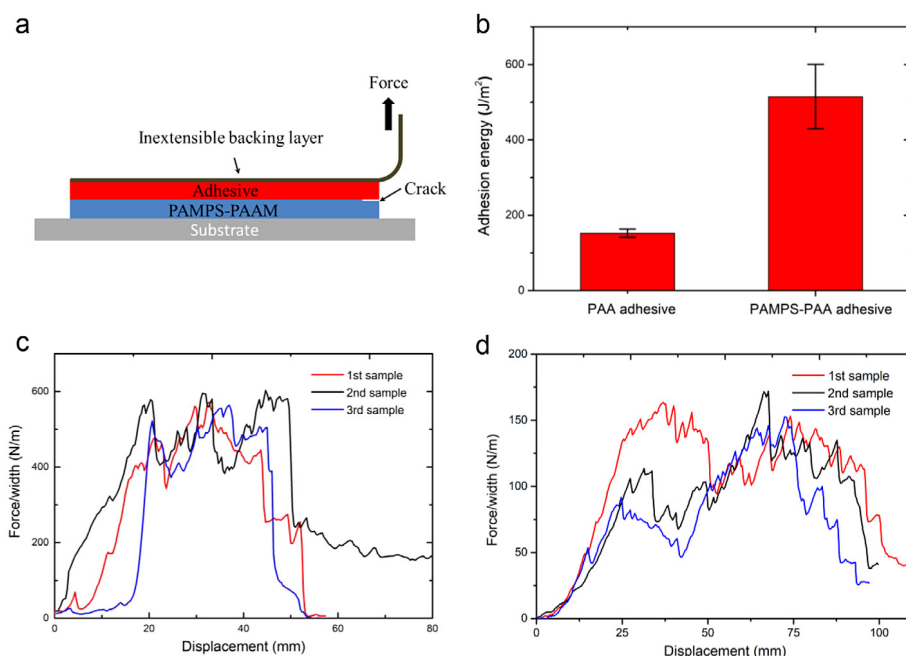 a
Force
Inextensible backing layer
Adhesive
Crack
PAMPS-PAAM
Substrate
b
Adhesion energy (J/m²)
600
400
200
0
PAA adhesive
PAMPS-PAA adhesive
c
Force/width (N/m)
600
400
200
0
1st sample
2nd sample
3rd sample
0 20 40 60 80
Displacement (mm)
d
Force/width (N/m)
200
150
100
50
0
1st sample
2nd sample
3rd sample
0 25 50 75 100
Displacement (mm)